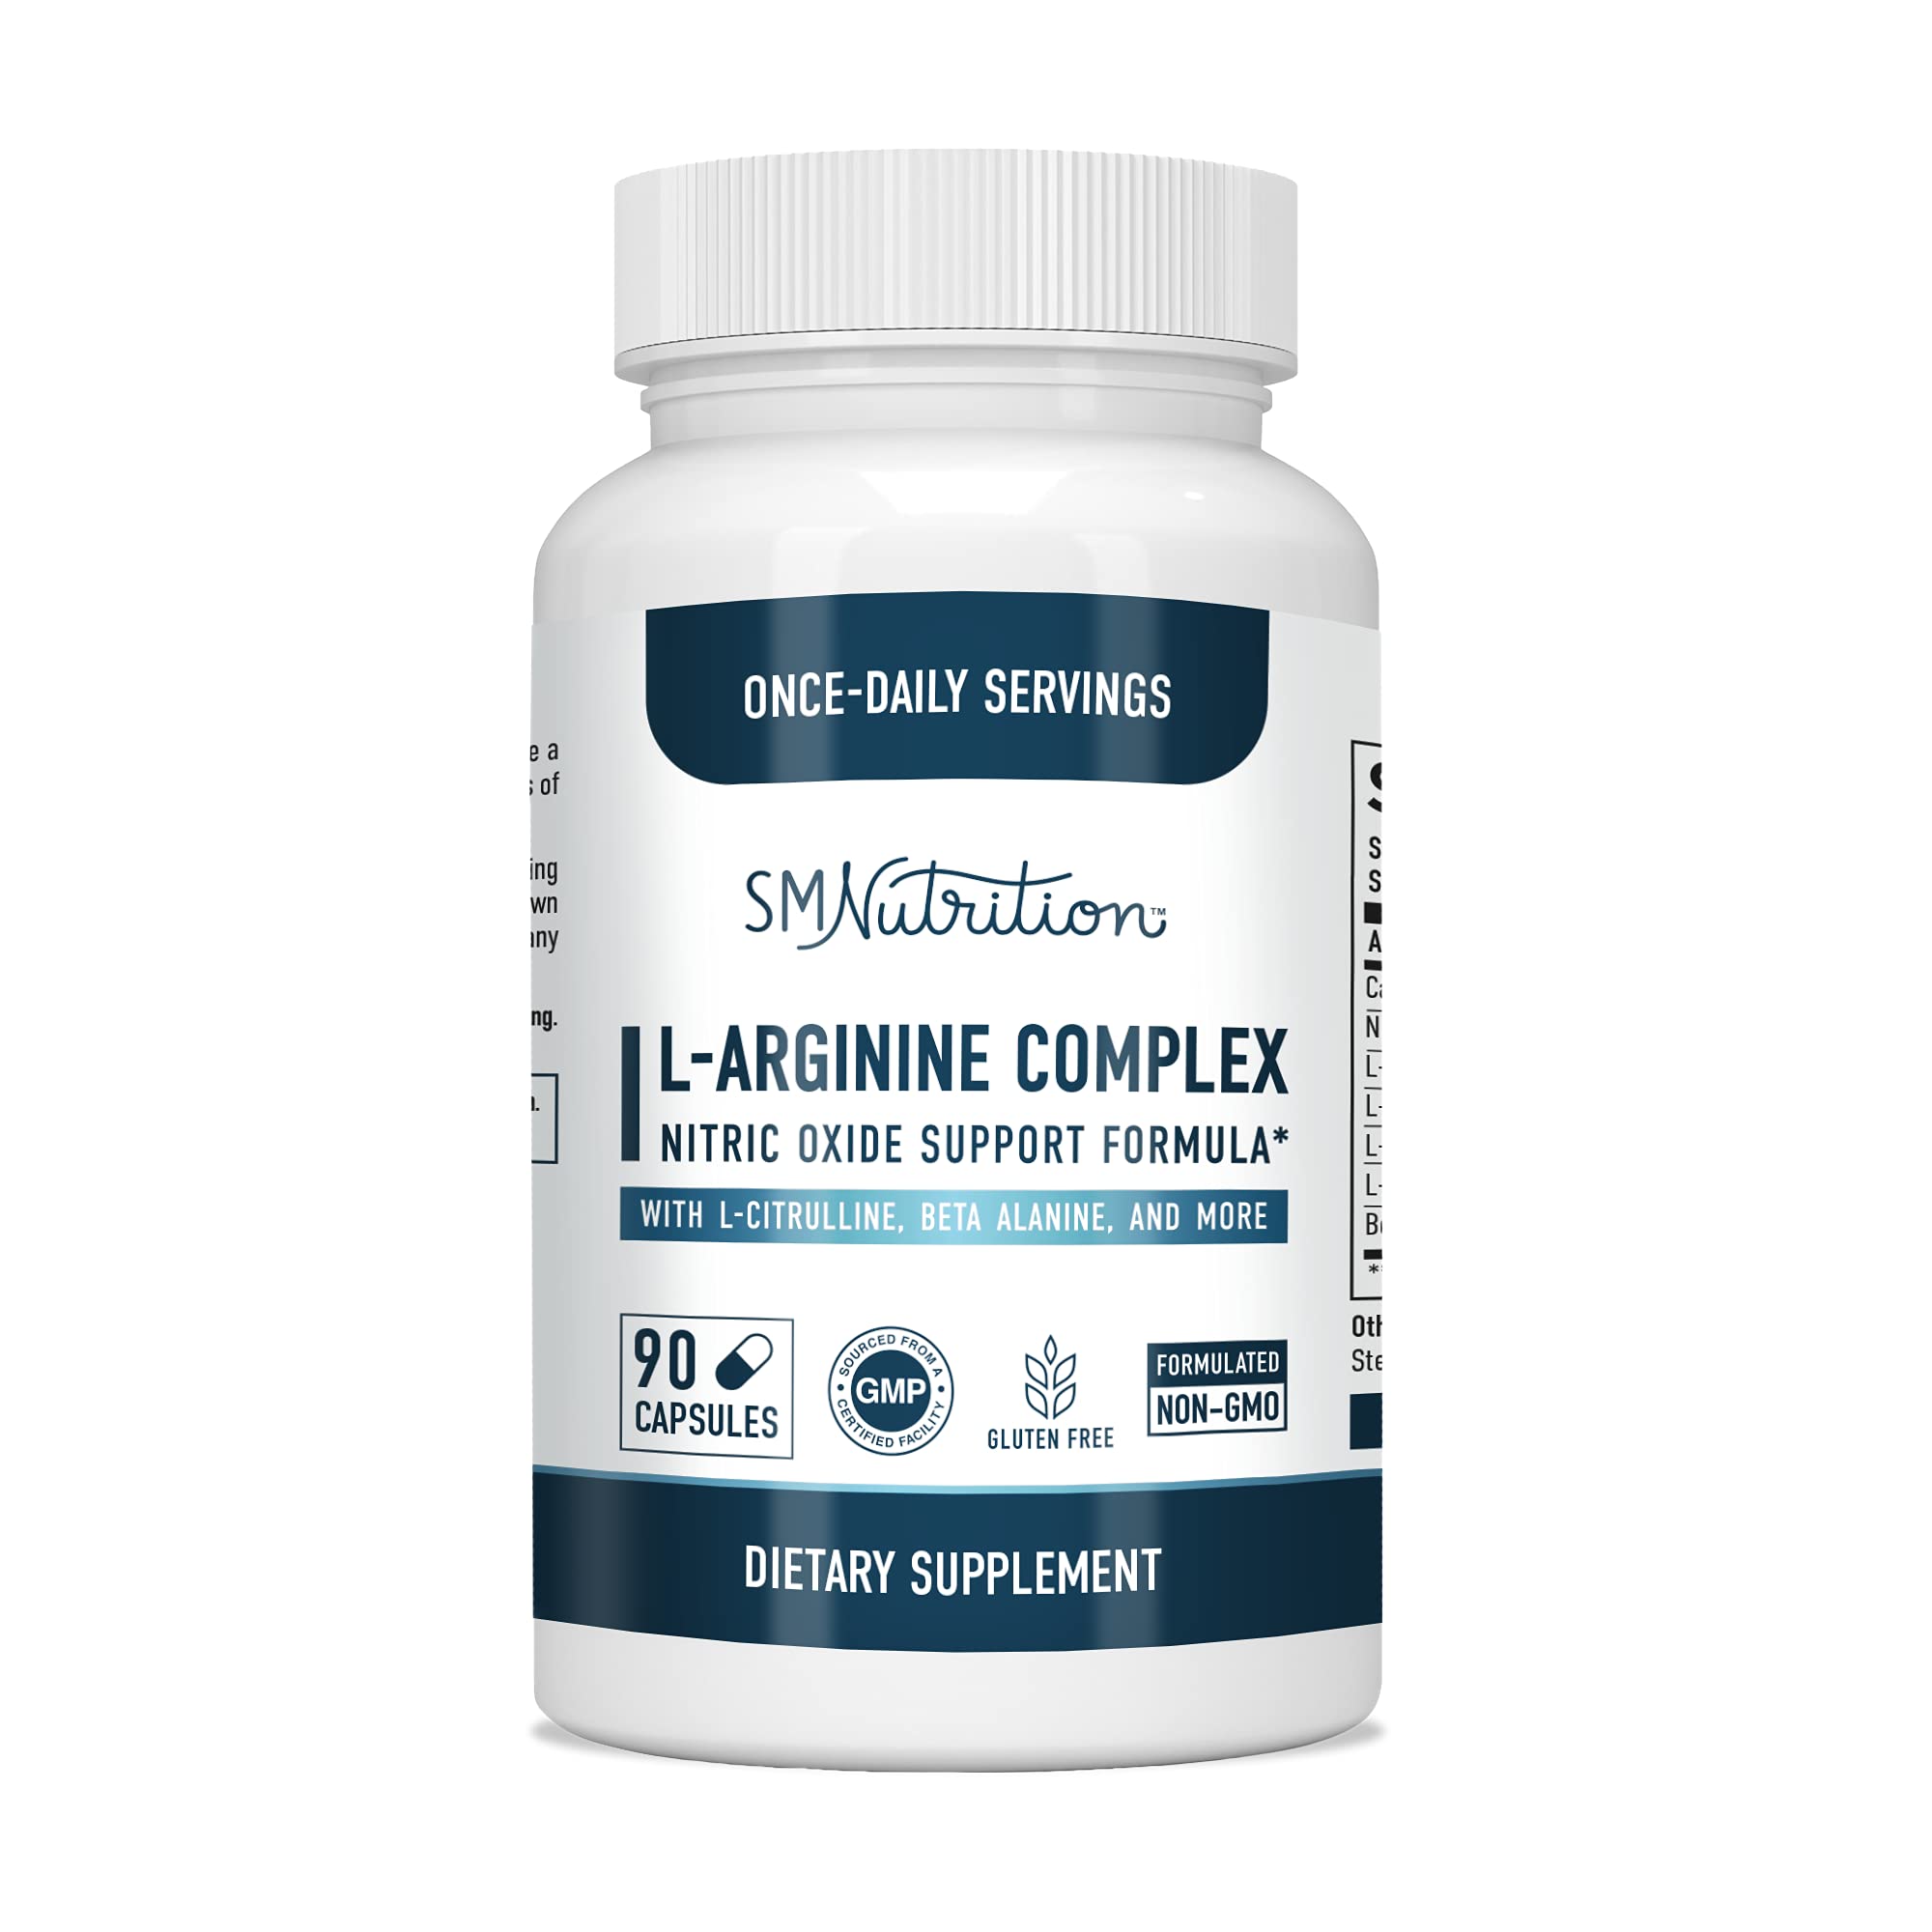 ONCE-DAILY SERVINGS
SMNutrition™
L-ARGININE COMPLEX
NITRIC OXIDE SUPPORT FORMULA*
WITH L-CITRULLINE, BETA ALANINE, AND MORE
90
CAPSULES
SOURCED FROM A
GMP
CERTIFIED FACILITY
GLUTEN FREE
FORMULATED
NON-GMO
DIETARY SUPPLEMENT
a
of